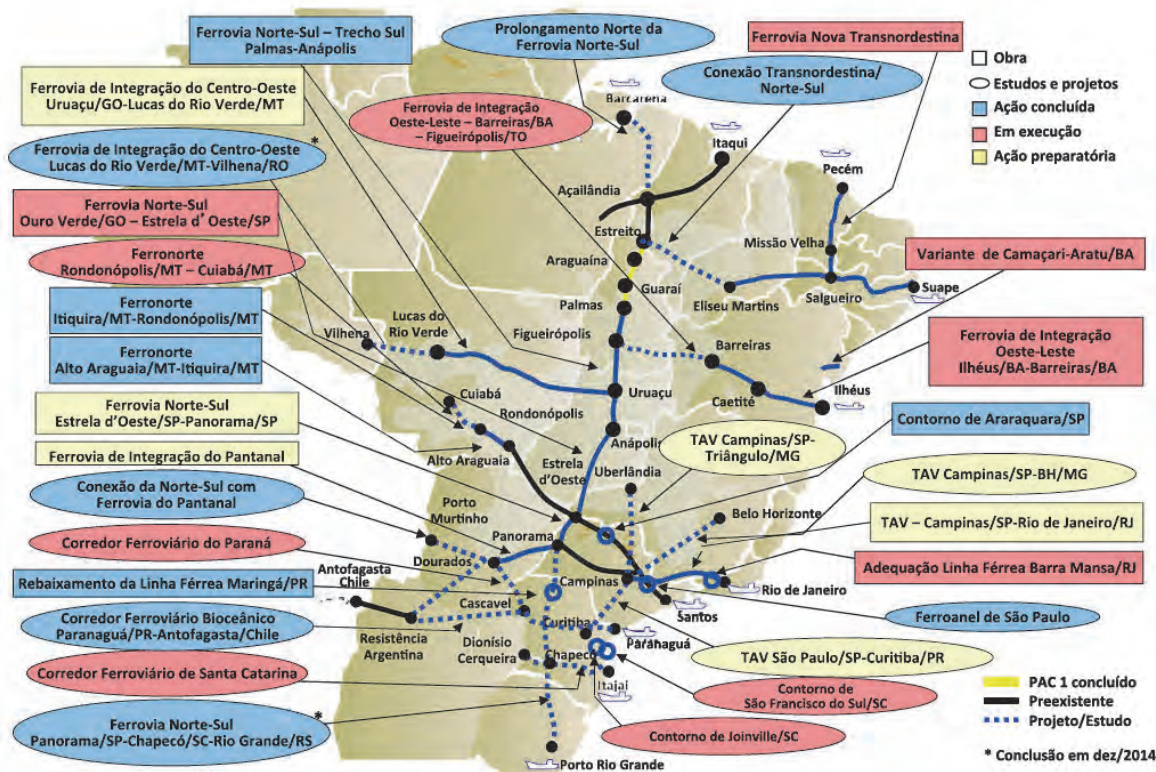 Ferrovia Norte-Sul – Trecho Sul
Palmas-Anápolis
Prolongamento Norte da
Ferrovia Norte-Sul
Ferrovia Nova Transnordestina
Conexão Transnordestina/
Norte-Sul
Obra
Estudos e projetos
Ação concluída
Em execução
Ação preparatória
Ferrovia de Integração do Centro-Oeste
Uruaçu/GO-Lucas do Rio Verde/MT
Ferrovia de Integração
Oeste-Leste – Barreiras/BA
– Figueirópolis/TO
Ferrovia de Integração do Centro-Oeste
Lucas do Rio Verde/MT-Vilhena/RO
*
Ferrovia Norte-Sul
Ouro Verde/GO – Estrela d' Oeste/SP
Ferronorte
Rondonópolis/MT – Cuiabá/MT
Ferronorte
Itiquira/MT-Rondonópolis/MT
Ferronorte
Alto Araguaia/MT-Itiquira/MT
Ferrovia Norte-Sul
Estrela d'Oeste/SP-Panorama/SP
Ferrovia de Integração do Pantanal
Conexão da Norte-Sul com
Ferrovia do Pantanal
Corredor Ferroviário do Paraná
Rebaixamento da Linha Férrea Maringá/PR
Corredor Ferroviário Bioceânico
Paranaguá/PR-Antofagasta/Chile
Corredor Ferroviário de Santa Catarina
Ferrovia Norte-Sul
Panorama/SP-Chapecó/SC-Rio Grande/RS
*
Barcarena
Itaqui
Açailândia
Pecém
Estreito
Missão Velha
Araguaína
Guaraí
Salgueiro
Suape
Eliseu Martins
Palmas
Figueirópolis
Lucas do
Rio Verde
Vilhena
Barreiras
Uruaçu
Caetité
Ilhéus
Cuiabá
Rondonópolis
Anápolis
Alto Araguaia
Estrela
d'Oeste
Uberlândia
Porto
Murtinho
Panorama
Belo Horizonte
Dourados
Antofagasta
Chile
Campinas
Rio de Janeiro
Santos
Cascavel
Curitiba
Paranaguá
Resistência
Argentina
Dionísio
Cerqueira
Chapecó
Itajaí
Porto Rio Grande
Variante de Camaçari-Aratu/BA
Ferrovia de Integração
Oeste-Leste
Ilhéus/BA-Barreiras/BA
Contorno de Araraquara/SP
TAV Campinas/SP-
Triângulo/MG
TAV Campinas/SP-BH/MG
TAV – Campinas/SP-Rio de Janeiro/RJ
Adequação Linha Férrea Barra Mansa/RJ
Ferroanel de São Paulo
TAV São Paulo/SP-Curitiba/PR
Contorno de
São Francisco do Sul/SC
Contorno de Joinville/SC
PAC 1 concluído
Preexistente
Projeto/Estudo
* Conclusão em dez/2014